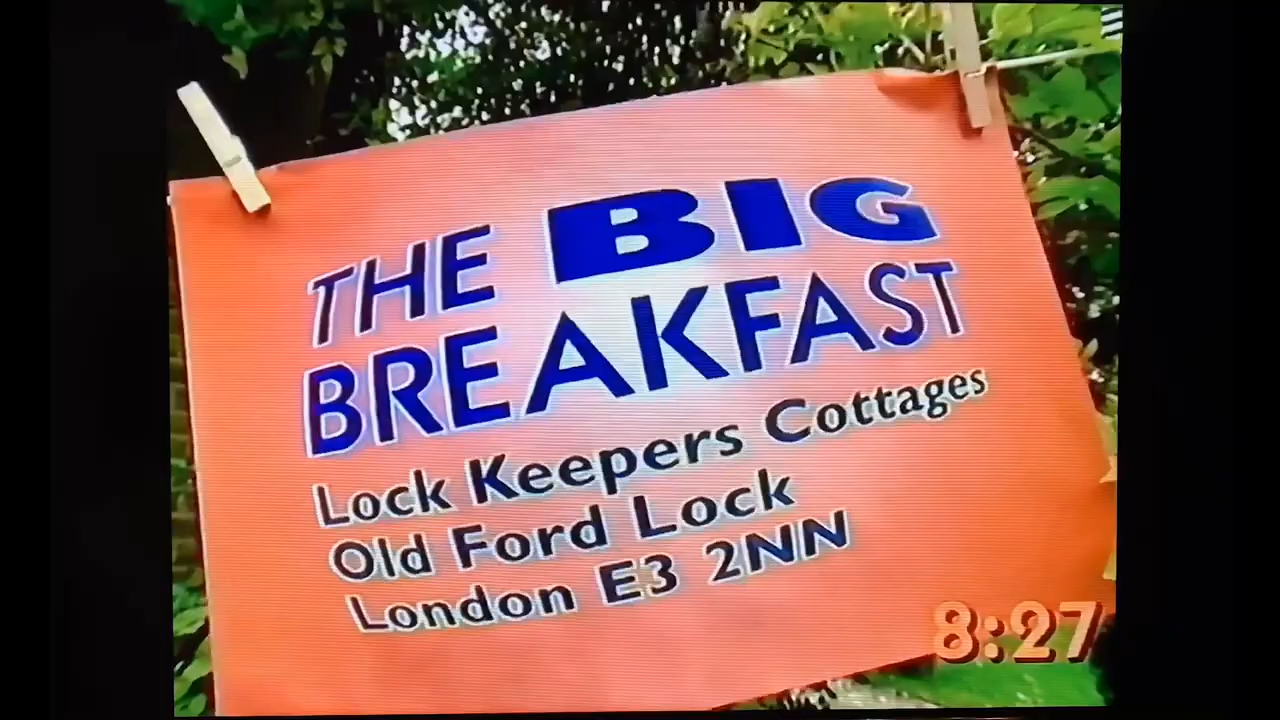 THE BIG
BREAKFAST
Lock Keepers Cottages
Old Ford Lock
London E3 2NN
8:27